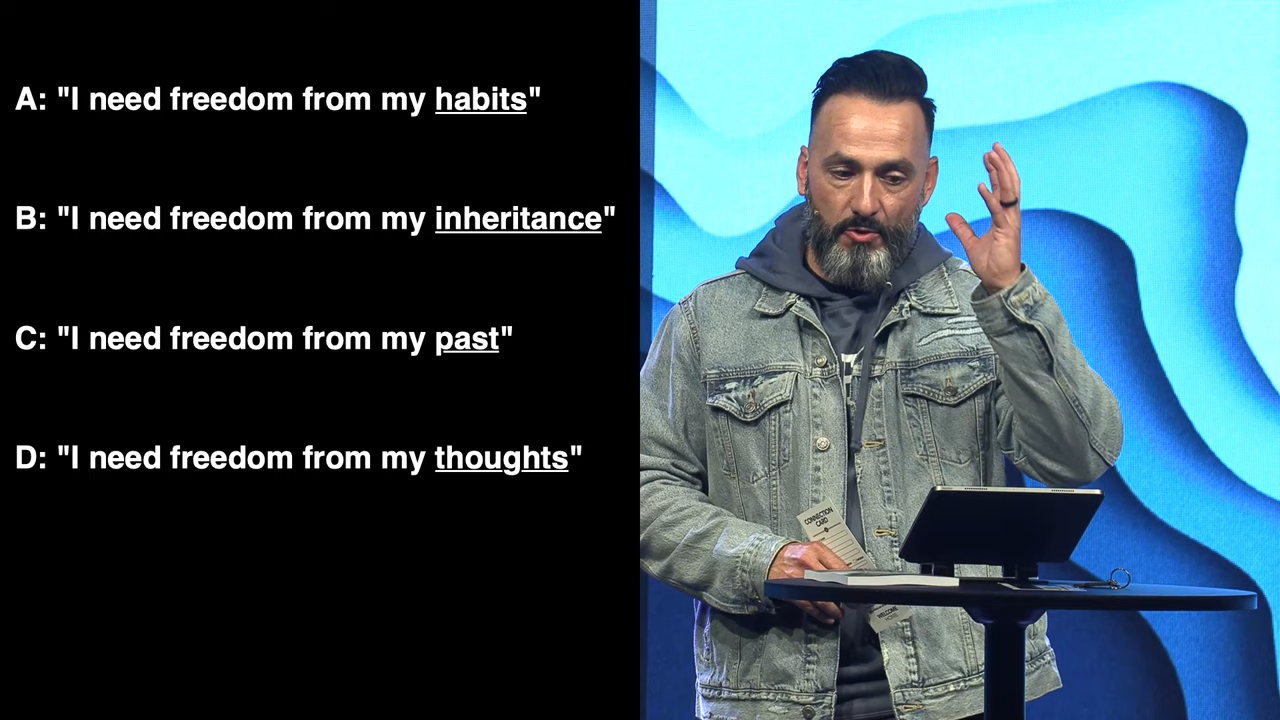 A: "I need freedom from my habits"
B: "I need freedom from my inheritance"
C: "I need freedom from my past"
D: "I need freedom from my thoughts"
CONNECTION
CARD
WELCOME